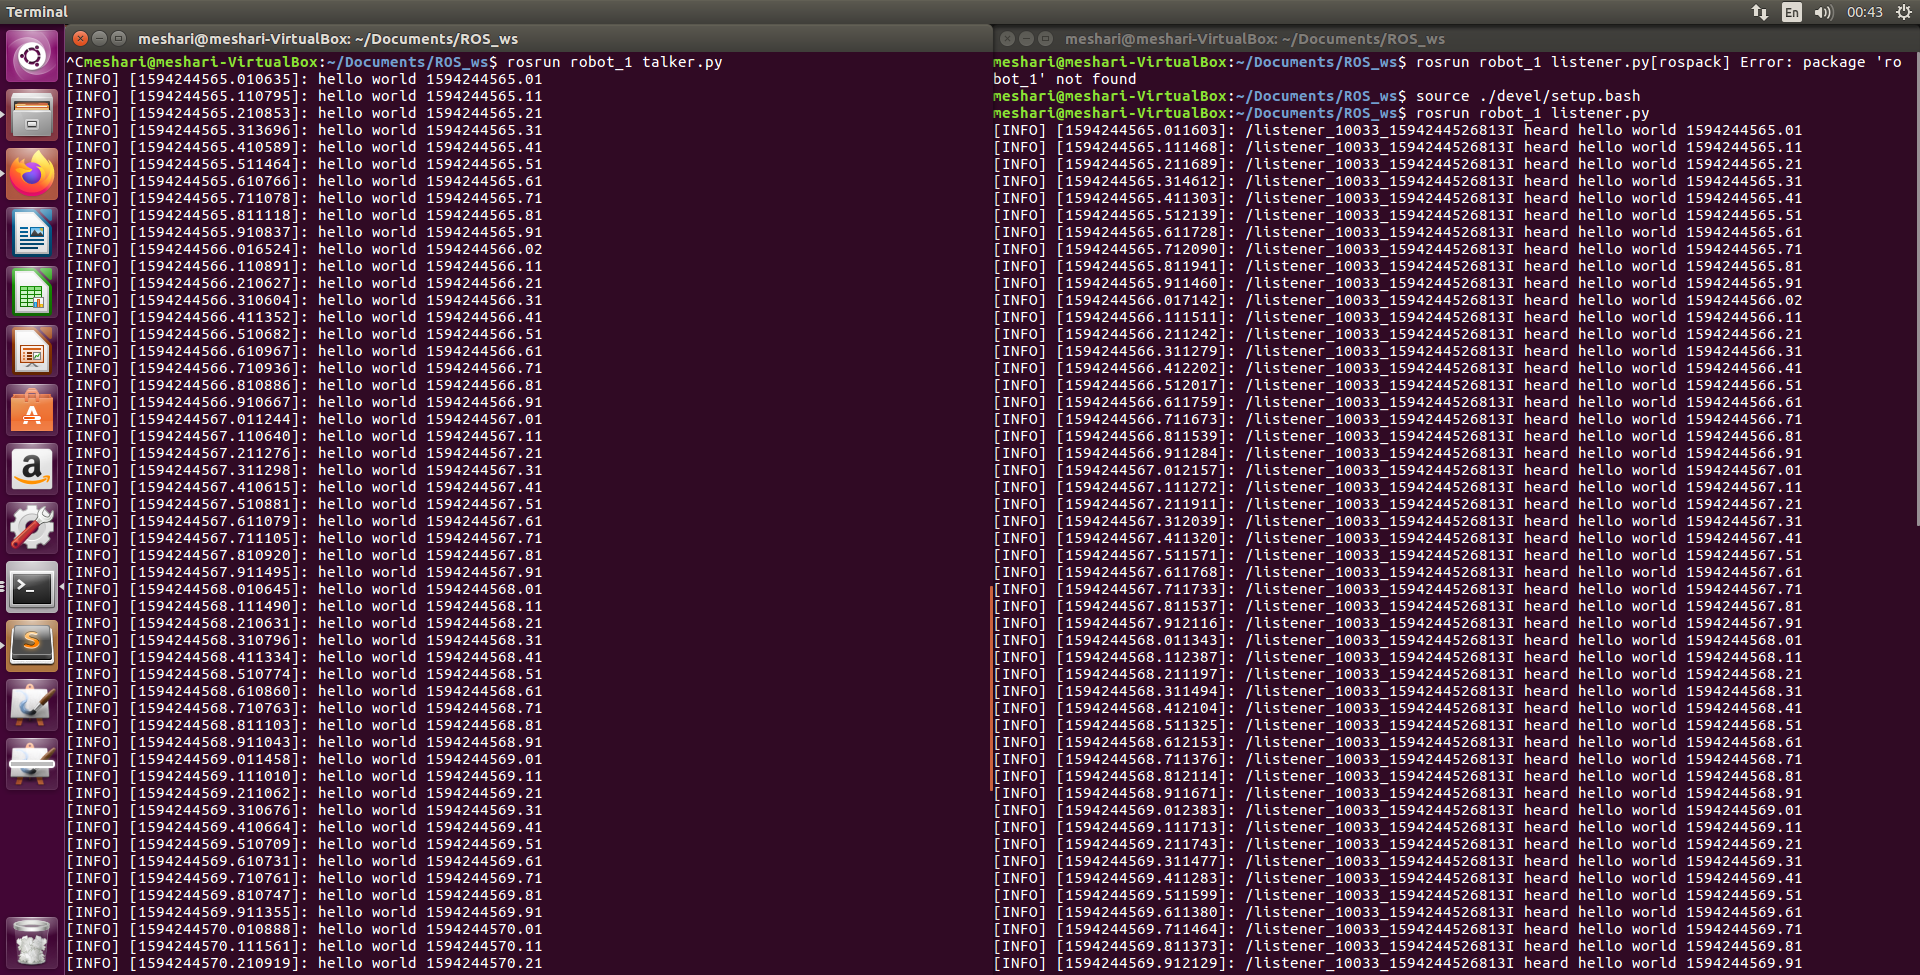 Terminal
En
00:43
meshari@meshari-VirtualBox: ~/Documents/ROS_ws
^Cmeshari@meshari-VirtualBox:~/Documents/ROS_ws$ rosrun robot_1 talker.py
[INFO] [1594244565.010635]: hello world 1594244565.01
[INFO] [1594244565.110795]: hello world 1594244565.11
[INFO] [1594244565.210853]: hello world 1594244565.21
[INFO] [1594244565.313696]: hello world 1594244565.31
[INFO] [1594244565.410589]: hello world 1594244565.41
[INFO] [1594244565.511464]: hello world 1594244565.51
[INFO] [1594244565.610766]: hello world 1594244565.61
[INFO] [1594244565.711078]: hello world 1594244565.71
[INFO] [1594244565.811118]: hello world 1594244565.81
[INFO] [1594244565.910837]: hello world 1594244565.91
[INFO] [1594244566.016524]: hello world 1594244566.02
[INFO] [1594244566.110891]: hello world 1594244566.11
[INFO] [1594244566.210627]: hello world 1594244566.21
[INFO] [1594244566.310604]: hello world 1594244566.31
[INFO] [1594244566.411352]: hello world 1594244566.41
[INFO] [1594244566.510682]: hello world 1594244566.51
[INFO] [1594244566.610967]: hello world 1594244566.61
[INFO] [1594244566.710936]: hello world 1594244566.71
[INFO] [1594244566.810886]: hello world 1594244566.81
[INFO] [1594244566.910667]: hello world 1594244566.91
[INFO] [1594244567.011244]: hello world 1594244567.01
[INFO] [1594244567.110640]: hello world 1594244567.11
[INFO] [1594244567.211276]: hello world 1594244567.21
[INFO] [1594244567.311298]: hello world 1594244567.31
[INFO] [1594244567.410615]: hello world 1594244567.41
[INFO] [1594244567.510881]: hello world 1594244567.51
[INFO] [1594244567.611079]: hello world 1594244567.61
[INFO] [1594244567.711105]: hello world 1594244567.71
[INFO] [1594244567.810920]: hello world 1594244567.81
[INFO] [1594244567.911495]: hello world 1594244567.91
[INFO] [1594244568.010645]: hello world 1594244568.01
[INFO] [1594244568.111490]: hello world 1594244568.11
[INFO] [1594244568.210631]: hello world 1594244568.21
[INFO] [1594244568.310796]: hello world 1594244568.31
[INFO] [1594244568.411334]: hello world 1594244568.41
[INFO] [1594244568.510774]: hello world 1594244568.51
[INFO] [1594244568.610860]: hello world 1594244568.61
[INFO] [1594244568.710763]: hello world 1594244568.71
[INFO] [1594244568.811103]: hello world 1594244568.81
[INFO] [1594244568.911043]: hello world 1594244568.91
[INFO] [1594244569.011458]: hello world 1594244569.01
[INFO] [1594244569.111010]: hello world 1594244569.11
[INFO] [1594244569.211062]: hello world 1594244569.21
[INFO] [1594244569.310676]: hello world 1594244569.31
[INFO] [1594244569.410664]: hello world 1594244569.41
[INFO] [1594244569.510709]: hello world 1594244569.51
[INFO] [1594244569.610731]: hello world 1594244569.61
[INFO] [1594244569.710761]: hello world 1594244569.71
[INFO] [1594244569.810747]: hello world 1594244569.81
[INFO] [1594244569.911355]: hello world 1594244569.91
[INFO] [1594244570.010888]: hello world 1594244570.01
[INFO] [1594244570.111561]: hello world 1594244570.11
[INFO] [1594244570.210919]: hello world 1594244570.21
meshari@meshari-VirtualBox: ~/Documents/ROS_ws
meshari@meshari-VirtualBox:~/Documents/ROS_ws$ rosrun robot_1 listener.py[rospack] Error: package 'ro
bot_1' not found
meshari@meshari-VirtualBox:~/Documents/ROS_ws$ source ./devel/setup.bash
meshari@meshari-VirtualBox:~/Documents/ROS_ws$ rosrun robot_1 listener.py
[INFO] [1594244565.011603]: /listener_10033_1594244526813I heard hello world 1594244565.01
[INFO] [1594244565.111468]: /listener_10033_1594244526813I heard hello world 1594244565.11
[INFO] [1594244565.211689]: /listener_10033_1594244526813I heard hello world 1594244565.21
[INFO] [1594244565.314612]: /listener_10033_1594244526813I heard hello world 1594244565.31
[INFO] [1594244565.411303]: /listener_10033_1594244526813I heard hello world 1594244565.41
[INFO] [1594244565.512139]: /listener_10033_1594244526813I heard hello world 1594244565.51
[INFO] [1594244565.611728]: /listener_10033_1594244526813I heard hello world 1594244565.61
[INFO] [1594244565.712090]: /listener_10033_1594244526813I heard hello world 1594244565.71
[INFO] [1594244565.811941]: /listener_10033_1594244526813I heard hello world 1594244565.81
[INFO] [1594244565.911460]: /listener_10033_1594244526813I heard hello world 1594244565.91
[INFO] [1594244566.017142]: /listener_10033_1594244526813I heard hello world 1594244566.02
[INFO] [1594244566.111511]: /listener_10033_1594244526813I heard hello world 1594244566.11
[INFO] [1594244566.211242]: /listener_10033_1594244526813I heard hello world 1594244566.21
[INFO] [1594244566.311279]: /listener_10033_1594244526813I heard hello world 1594244566.31
[INFO] [1594244566.412202]: /listener_10033_1594244526813I heard hello world 1594244566.41
[INFO] [1594244566.512017]: /listener_10033_1594244526813I heard hello world 1594244566.51
[INFO] [1594244566.611759]: /listener_10033_1594244526813I heard hello world 1594244566.61
[INFO] [1594244566.711673]: /listener_10033_1594244526813I heard hello world 1594244566.71
[INFO] [1594244566.811539]: /listener_10033_1594244526813I heard hello world 1594244566.81
[INFO] [1594244566.911284]: /listener_10033_1594244526813I heard hello world 1594244566.91
[INFO] [1594244567.012157]: /listener_10033_1594244526813I heard hello world 1594244567.01
[INFO] [1594244567.111272]: /listener_10033_1594244526813I heard hello world 1594244567.11
[INFO] [1594244567.211911]: /listener_10033_1594244526813I heard hello world 1594244567.21
[INFO] [1594244567.312039]: /listener_10033_1594244526813I heard hello world 1594244567.31
[INFO] [1594244567.411320]: /listener_10033_1594244526813I heard hello world 1594244567.41
[INFO] [1594244567.511571]: /listener_10033_1594244526813I heard hello world 1594244567.51
[INFO] [1594244567.611768]: /listener_10033_1594244526813I heard hello world 1594244567.61
[INFO] [1594244567.711733]: /listener_10033_1594244526813I heard hello world 1594244567.71
[INFO] [1594244567.811537]: /listener_10033_1594244526813I heard hello world 1594244567.81
[INFO] [1594244567.912116]: /listener_10033_1594244526813I heard hello world 1594244567.91
[INFO] [1594244568.011343]: /listener_10033_1594244526813I heard hello world 1594244568.01
[INFO] [1594244568.112387]: /listener_10033_1594244526813I heard hello world 1594244568.11
[INFO] [1594244568.211197]: /listener_10033_1594244526813I heard hello world 1594244568.21
[INFO] [1594244568.311494]: /listener_10033_1594244526813I heard hello world 1594244568.31
[INFO] [1594244568.412104]: /listener_10033_1594244526813I heard hello world 1594244568.41
[INFO] [1594244568.511325]: /listener_10033_1594244526813I heard hello world 1594244568.51
[INFO] [1594244568.612153]: /listener_10033_1594244526813I heard hello world 1594244568.61
[INFO] [1594244568.711376]: /listener_10033_1594244526813I heard hello world 1594244568.71
[INFO] [1594244568.812114]: /listener_10033_1594244526813I heard hello world 1594244568.81
[INFO] [1594244568.911671]: /listener_10033_1594244526813I heard hello world 1594244568.91
[INFO] [1594244569.012383]: /listener_10033_1594244526813I heard hello world 1594244569.01
[INFO] [1594244569.111713]: /listener_10033_1594244526813I heard hello world 1594244569.11
[INFO] [1594244569.211743]: /listener_10033_1594244526813I heard hello world 1594244569.21
[INFO] [1594244569.311477]: /listener_10033_1594244526813I heard hello world 1594244569.31
[INFO] [1594244569.411283]: /listener_10033_1594244526813I heard hello world 1594244569.41
[INFO] [1594244569.511599]: /listener_10033_1594244526813I heard hello world 1594244569.51
[INFO] [1594244569.611380]: /listener_10033_1594244526813I heard hello world 1594244569.61
[INFO] [1594244569.711464]: /listener_10033_1594244526813I heard hello world 1594244569.71
[INFO] [1594244569.811373]: /listener_10033_1594244526813I heard hello world 1594244569.81
[INFO] [1594244569.912129]: /listener_10033_1594244526813I heard hello world 1594244569.91